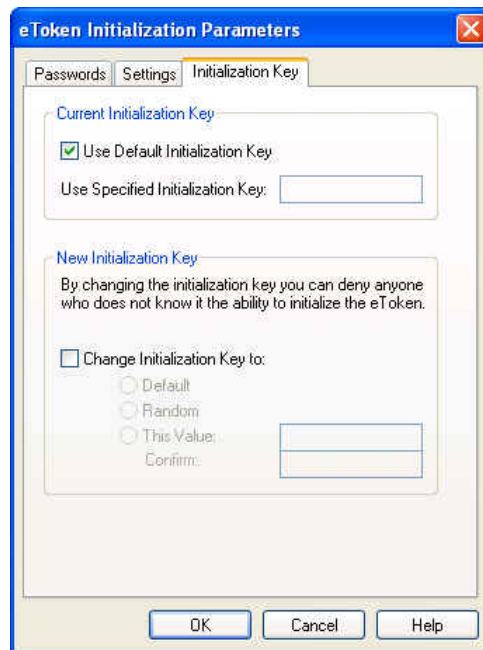 eToken Initialization Parameters
Passwords Settings Initialization Key
Current Initialization Key
Use Default Initialization Key
Use Specified Initialization Key:
New Initialization Key
By changing the initialization key you can deny anyone
who does not know it the ability to initialize the eToken.
Change Initialization Key to:
Default
Random
This Value:
Confirm:
OK Cancel Help